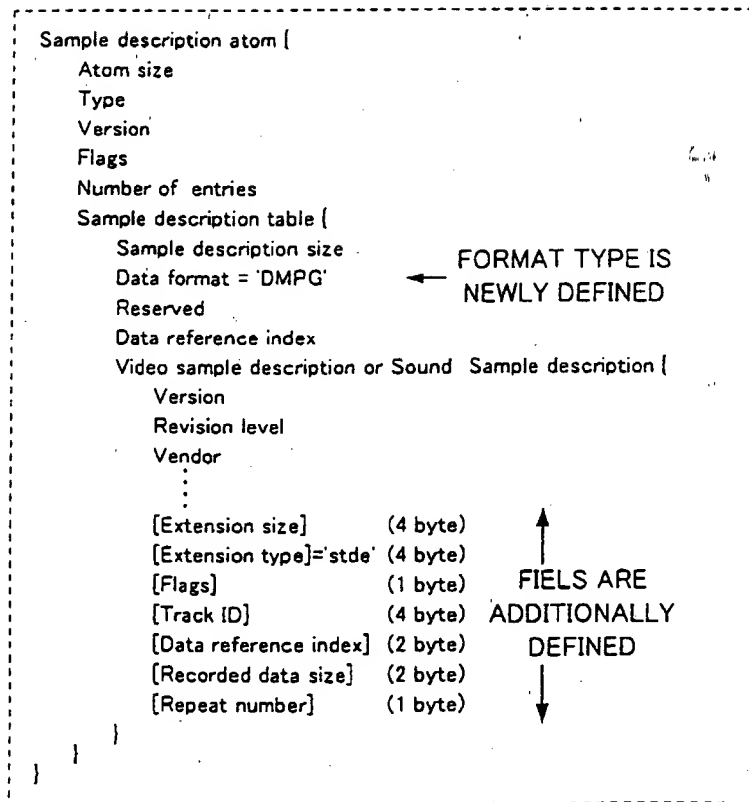 Sample description atom {
Atom size
Type
Version
Flags
Number of entries
Sample description table {
Sample description size
Data format = 'DMPG'
Reserved
Data reference index
Video sample description or Sound Sample description {
Version
Revision level
Vendor
[Extension size] (4 byte)
[Extension type]='stde' (4 byte)
[Flags] (1 byte)
[Track ID] (4 byte)
[Data reference index] (2 byte)
[Recorded data size] (2 byte)
[Repeat number] (1 byte)
}
}
}
FORMAT TYPE IS
NEWLY DEFINED
FIELS ARE
ADDITIONALLY
DEFINED